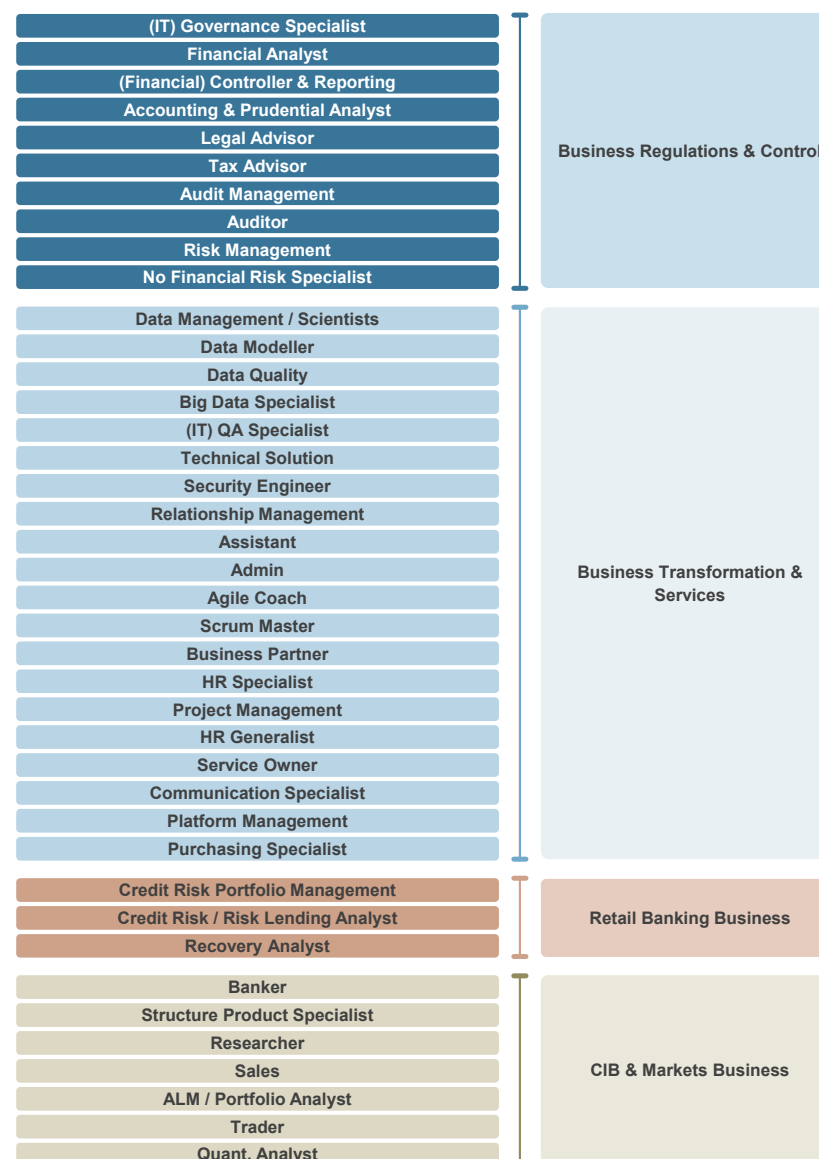 (IT) Governance Specialist
Financial Analyst
(Financial) Controller & Reporting
Accounting & Prudential Analyst
Legal Advisor
Tax Advisor
Audit Management
Auditor
Risk Management
No Financial Risk Specialist
Business Regulations & Control
Data Management / Scientists
Data Modeller
Data Quality
Big Data Specialist
(IT) QA Specialist
Technical Solution
Security Engineer
Relationship Management
Assistant
Admin
Agile Coach
Scrum Master
Business Partner
HR Specialist
Project Management
HR Generalist
Service Owner
Communication Specialist
Platform Management
Purchasing Specialist
Business Transformation &
Services
Credit Risk Portfolio Management
Credit Risk / Risk Lending Analyst
Recovery Analyst
Retail Banking Business
Banker
Structure Product Specialist
Researcher
Sales
ALM / Portfolio Analyst
Trader
Quant. Analyst
CIB & Markets Business